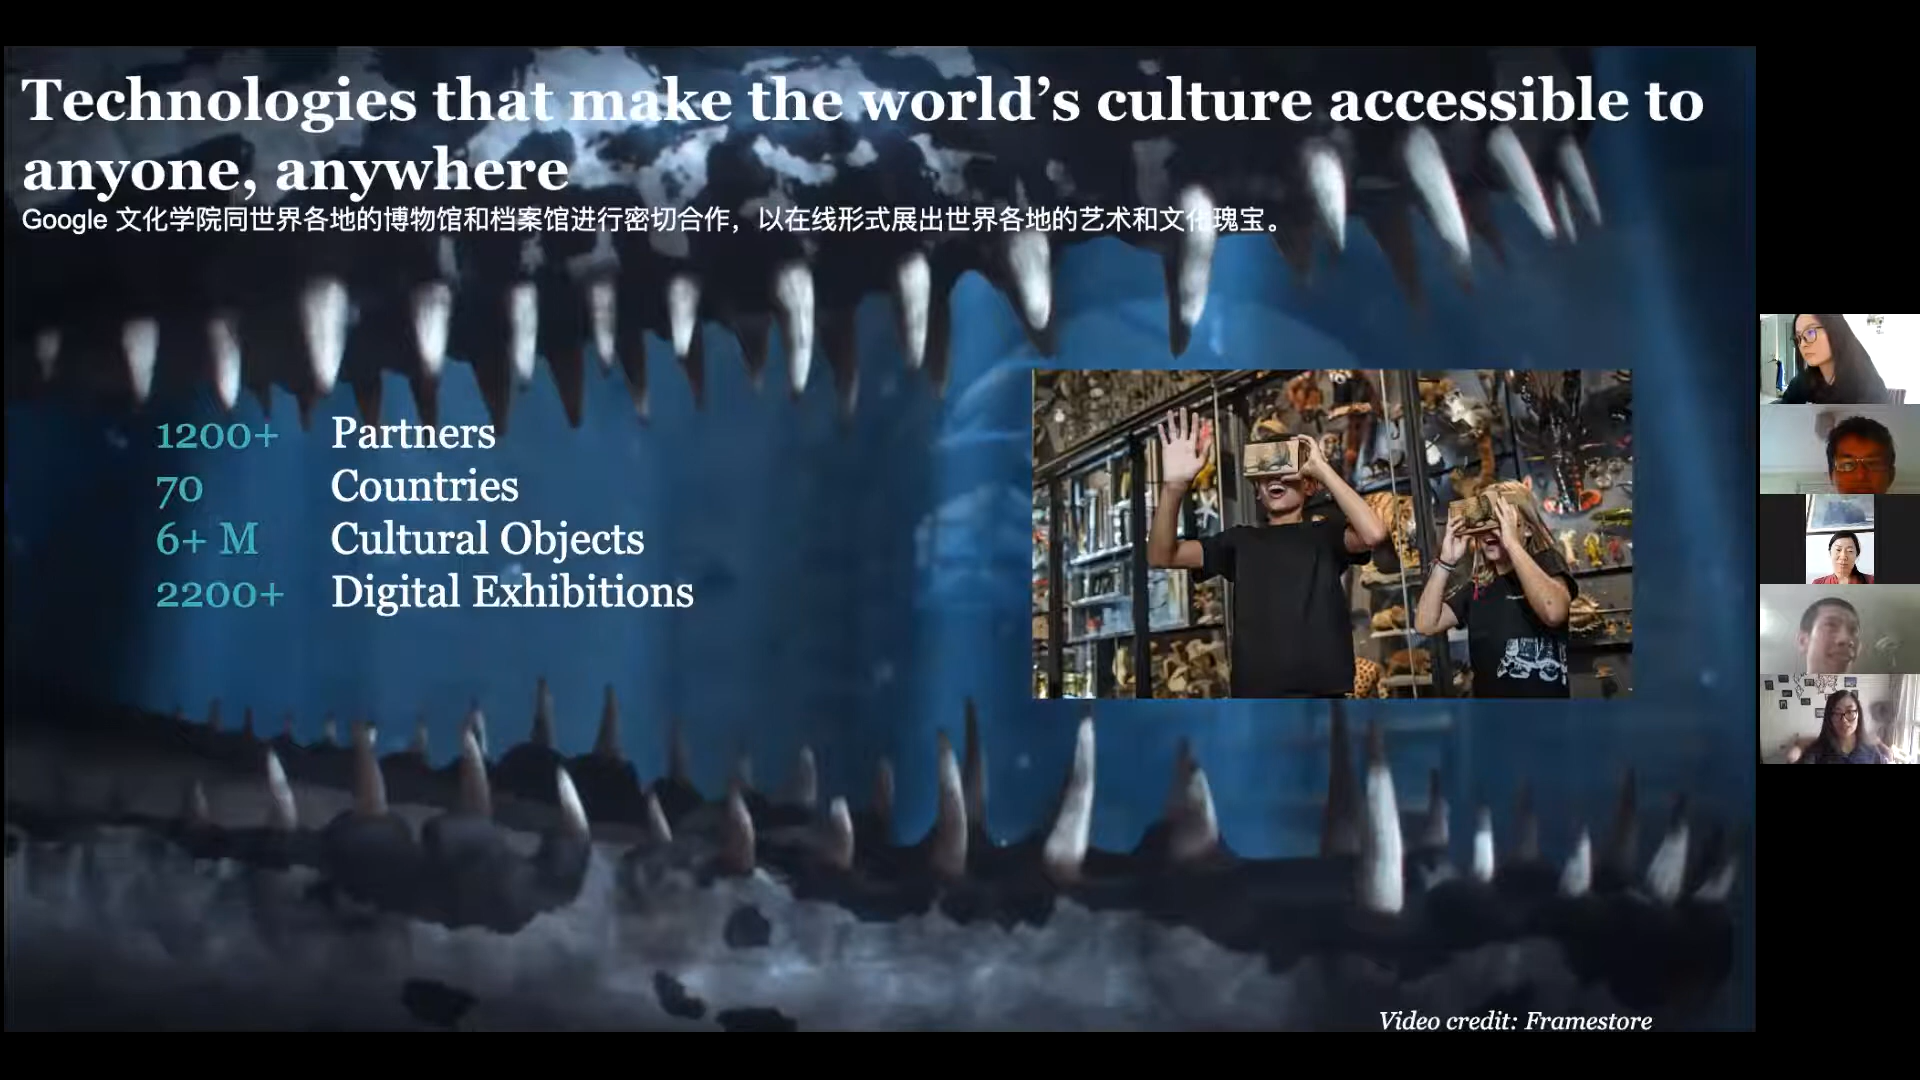 Technologies that make the world’s culture accessible to
anyone, anywhere
Google 文化学院同世界各地的博物馆和档案馆进行密切合作，以在线形式展出世界各地的艺术和文化瑰宝。
1200+ Partners
70 Countries
6+ M Cultural Objects
2200+ Digital Exhibitions
Video credit: Framestore